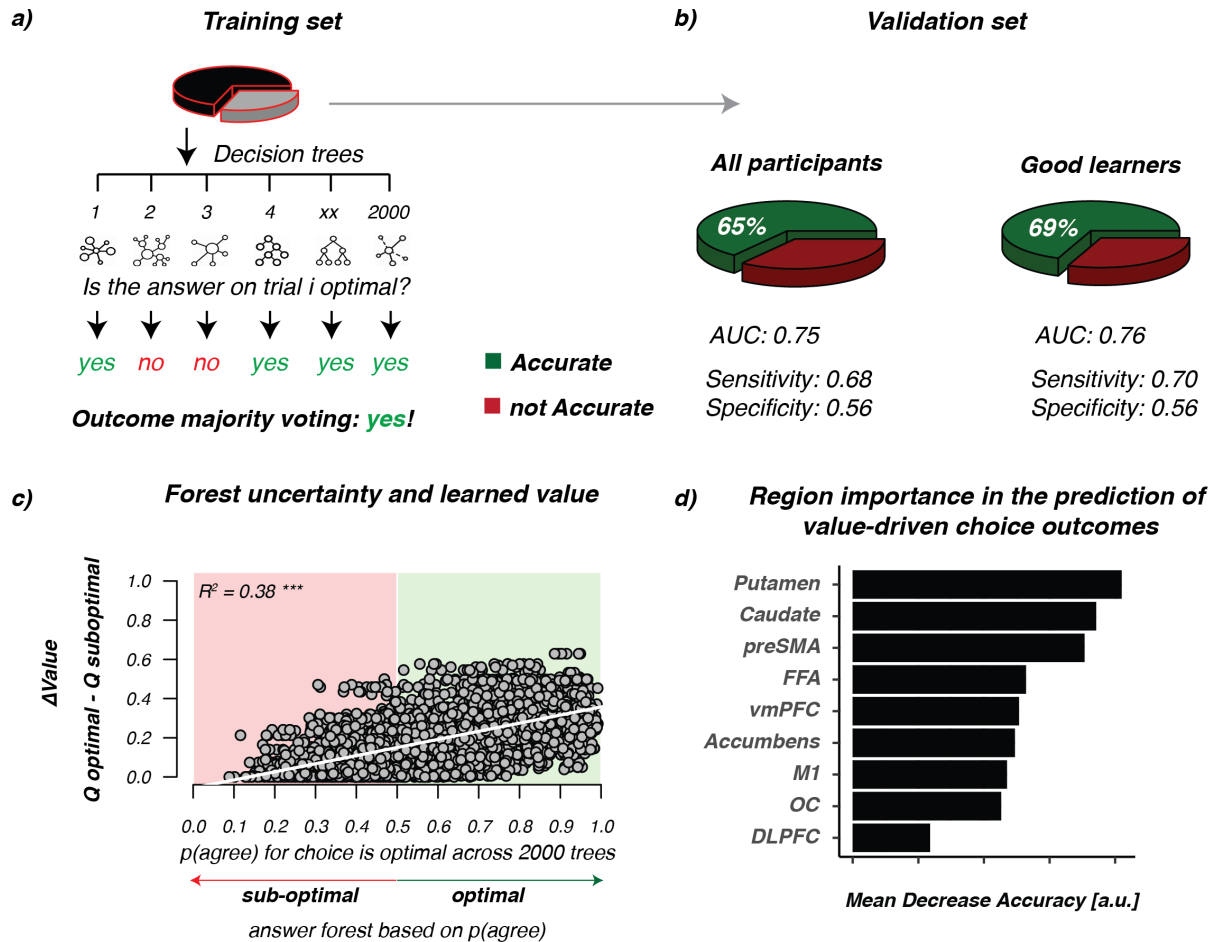 a)
Training set
Decision trees
1 2 3 4 xx 2000
Is the answer on trial i optimal?
yes no no yes yes yes
Outcome majority voting: yes!
Accurate
not Accurate
b)
Validation set
All participants
65%
AUC: 0.75
Sensitivity: 0.68
Specificity: 0.56
Good learners
69%
AUC: 0.76
Sensitivity: 0.70
Specificity: 0.56
c)
Forest uncertainty and learned value
ΔValue
Q optimal - Q suboptimal
1.0
0.8
0.6
0.4
0.2
0.0
R² = 0.38 ***
0.0 0.1 0.2 0.3 0.4 0.5 0.6 0.7 0.8 0.9 1.0
p(agree) for choice is optimal across 2000 trees
sub-optimal optimal
answer forest based on p(agree)
d)
Region importance in the prediction of
value-driven choice outcomes
Putamen
Caudate
preSMA
FFA
vmPFC
Accumbens
M1
OC
DLPFC
Mean Decrease Accuracy [a.u.]